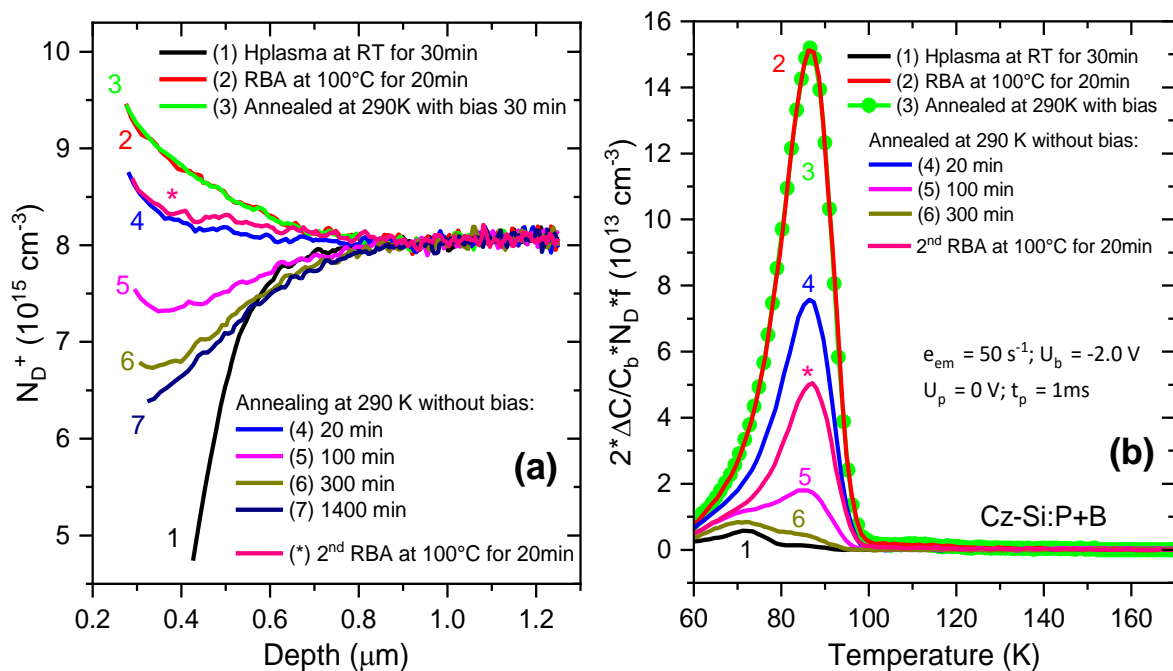 (1) Hplasma at RT for 30min
(2) RBA at 100°C for 20min
(3) Annealed at 290K with bias 30 min
3
2
*
4
5
6
7
1
Annealing at 290 K without bias:
(4) 20 min
(5) 100 min
(6) 300 min
(7) 1400 min
(*) 2nd RBA at 100°C for 20min
(a)
10
9
8
7
6
5
N_D^+ (10^15 cm^-3)
0.2 0.4 0.6 0.8 1.0 1.2
Depth (μm)
(1) Hplasma at RT for 30min
(2) RBA at 100°C for 20min
(3) Annealed at 290K with bias
Annealed at 290 K without bias:
(4) 20 min
(5) 100 min
(6) 300 min
2nd RBA at 100°C for 20min
2
3
4
*
5
6
1
e_em = 50 s^-1; U_b = -2.0 V
U_p = 0 V; t_p = 1ms
(b)
Cz-Si:P+B
16
15
14
13
12
11
10
9
8
7
6
5
4
3
2
1
0
2*ΔC/C_b*N_D*f (10^13 cm^-3)
60 80 100 120 140 160
Temperature (K)